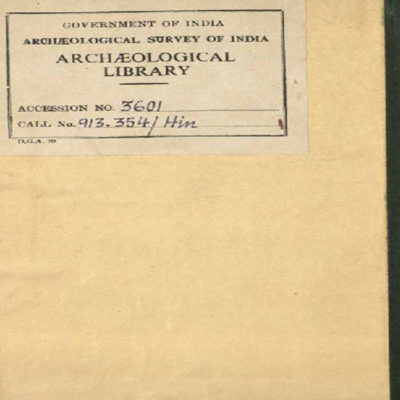 GOVERNMENT OF INDIA
ARCHÆOLOGICAL SURVEY OF INDIA
ARCHÆOLOGICAL
LIBRARY
ACCESSION NO. 3601
CALL No. 913.354/Hin
D.G.A. 79